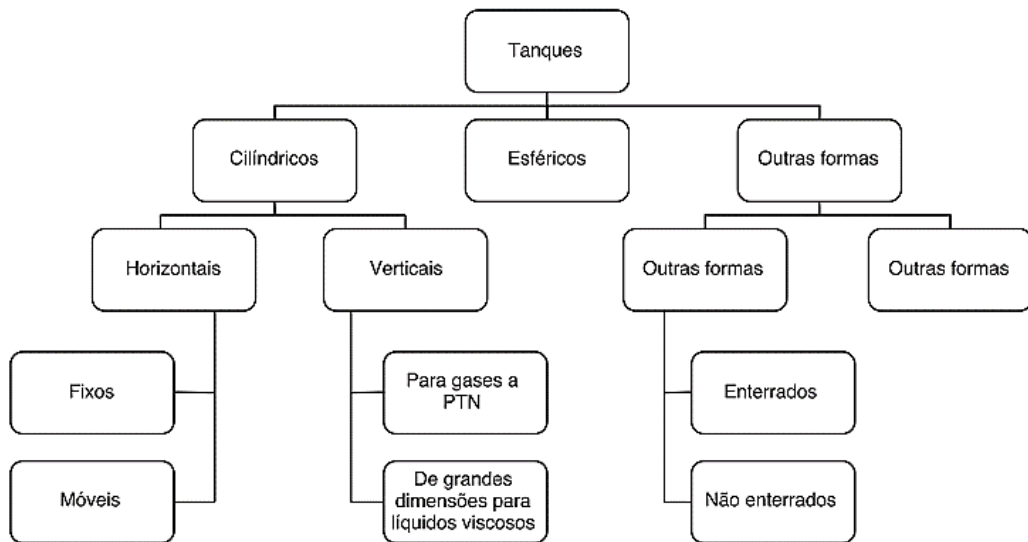 Tanques
Cilíndricos
Esféricos
Outras formas
Horizontais
Verticais
Outras formas
Outras formas
Fixos
Para gases a
PTN
Enterrados
Móveis
De grandes
dimensões para
líquidos viscosos
Não enterrados